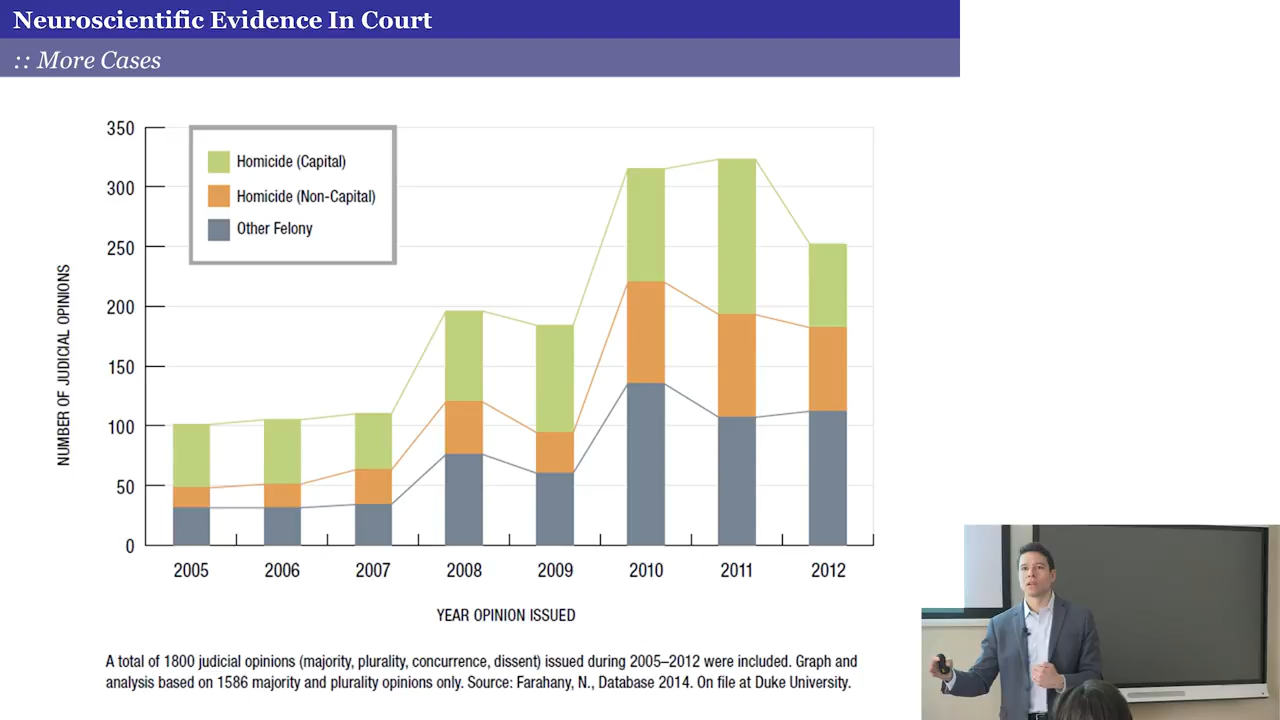 Neuroscientific Evidence In Court
:: More Cases
350
300
250
200
150
100
50
0
NUMBER OF JUDICIAL OPINIONS
Homicide (Capital)
Homicide (Non-Capital)
Other Felony
2005 2006 2007 2008 2009 2010 2011 2012
YEAR OPINION ISSUED
A total of 1800 judicial opinions (majority, plurality, concurrence, dissent) issued during 2005–2012 were included. Graph and
analysis based on 1586 majority and plurality opinions only. Source: Farahany, N., Database 2014. On file at Duke University.